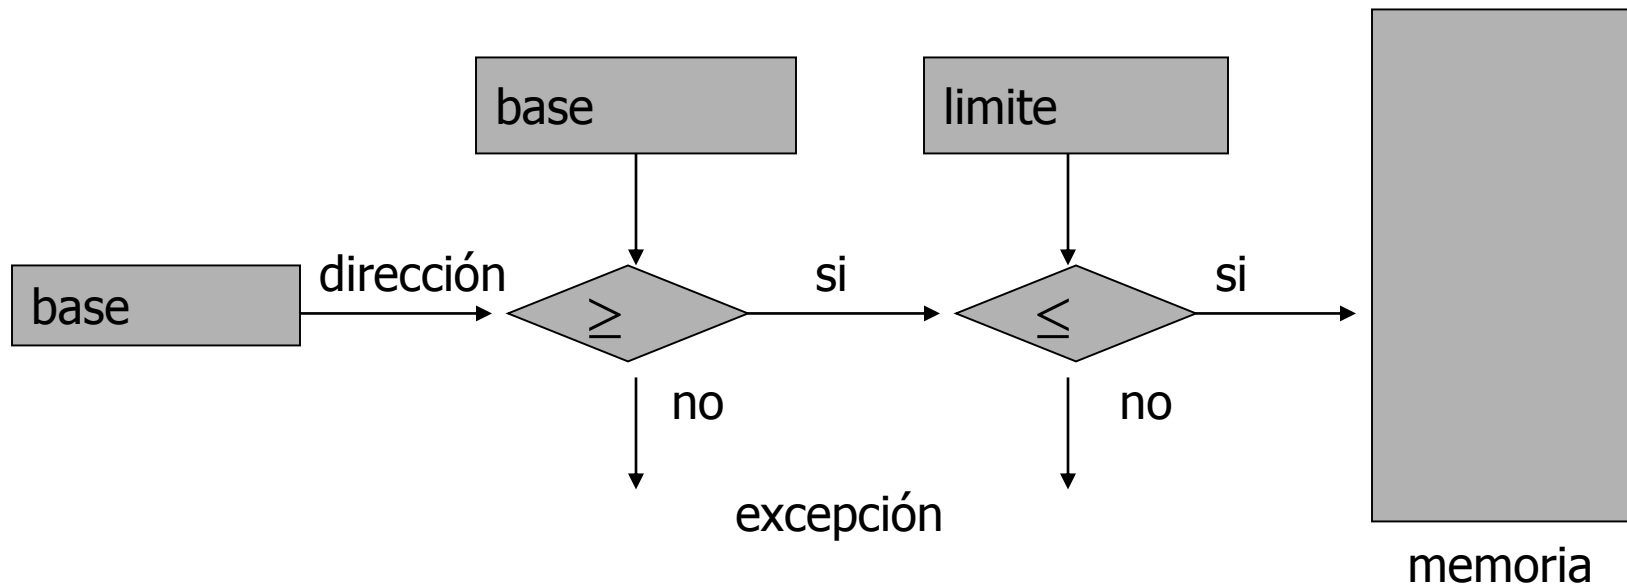 base
limite
base
dirección
≥
si
≤
si
no
no
excepción
memoria